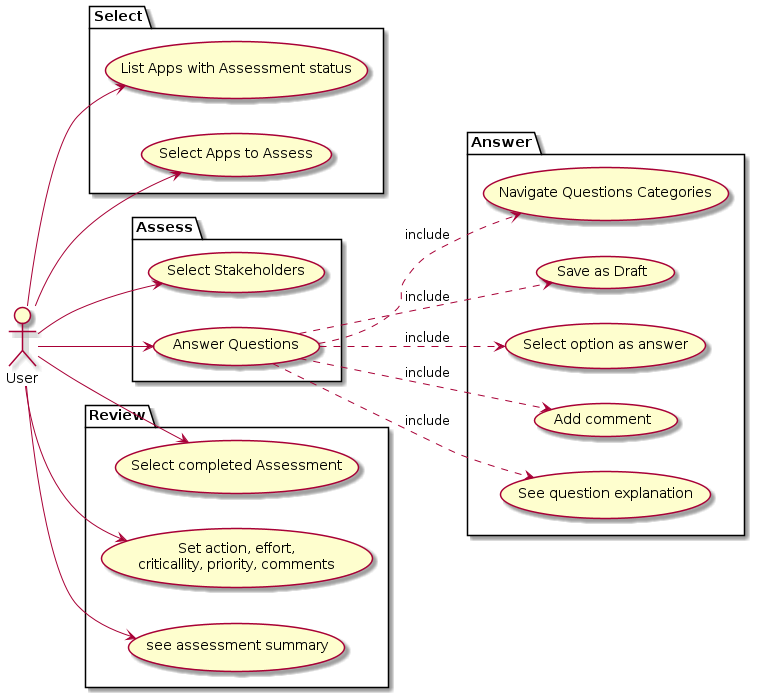 Select
List Apps with Assessment status
Select Apps to Assess
Assess
Select Stakeholders
Answer Questions
User
Review
Select completed Assessment
Set action, effort,
criticallity, priority, comments
see assessment summary
include
include
include
include
include
Answer
Navigate Questions Categories
Save as Draft
Select option as answer
Add comment
See question explanation